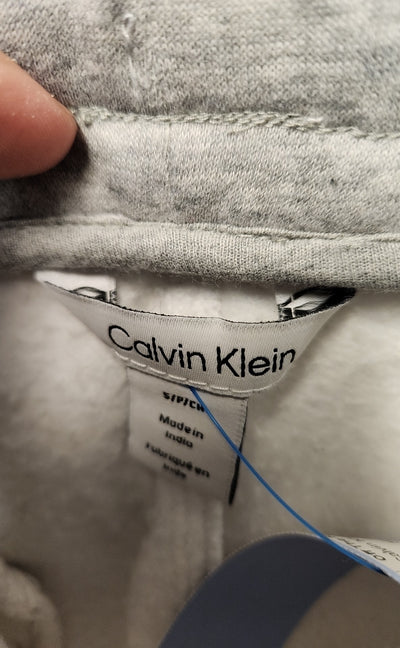 Calvin Klein
S/P/CH
Made in
India
Fabriqué en
Inde